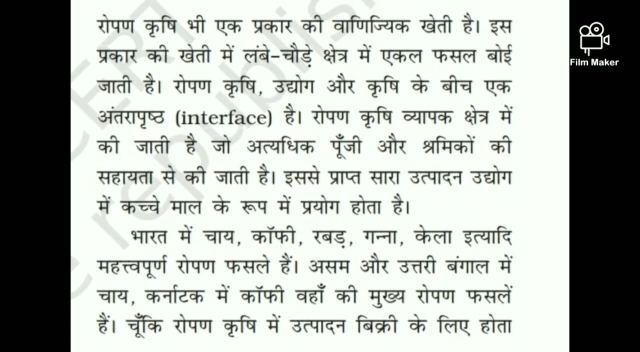 रोपण कृषि भी एक प्रकार की वाणिज्यिक खेती है। इस
प्रकार की खेती में लंबे-चौड़े क्षेत्र में एकल फसल बोई
जाती है। रोपण कृषि, उद्योग और कृषि के बीच एक
अंतरापृष्ठ (interface) है। रोपण कृषि व्यापक क्षेत्र में
की जाती है जो अत्यधिक पूँजी और श्रमिकों की
सहायता से की जाती है। इससे प्राप्त सारा उत्पादन उद्योग
में कच्चे माल के रूप में प्रयोग होता है।
भारत में चाय, कॉफी, रबड़, गन्ना, केला इत्यादि
महत्त्वपूर्ण रोपण फसले हैं। असम और उत्तरी बंगाल में
चाय, कर्नाटक में कॉफी वहाँ की मुख्य रोपण फसलें
हैं। चूँकि रोपण कृषि में उत्पादन बिक्री के लिए होता
Film Maker